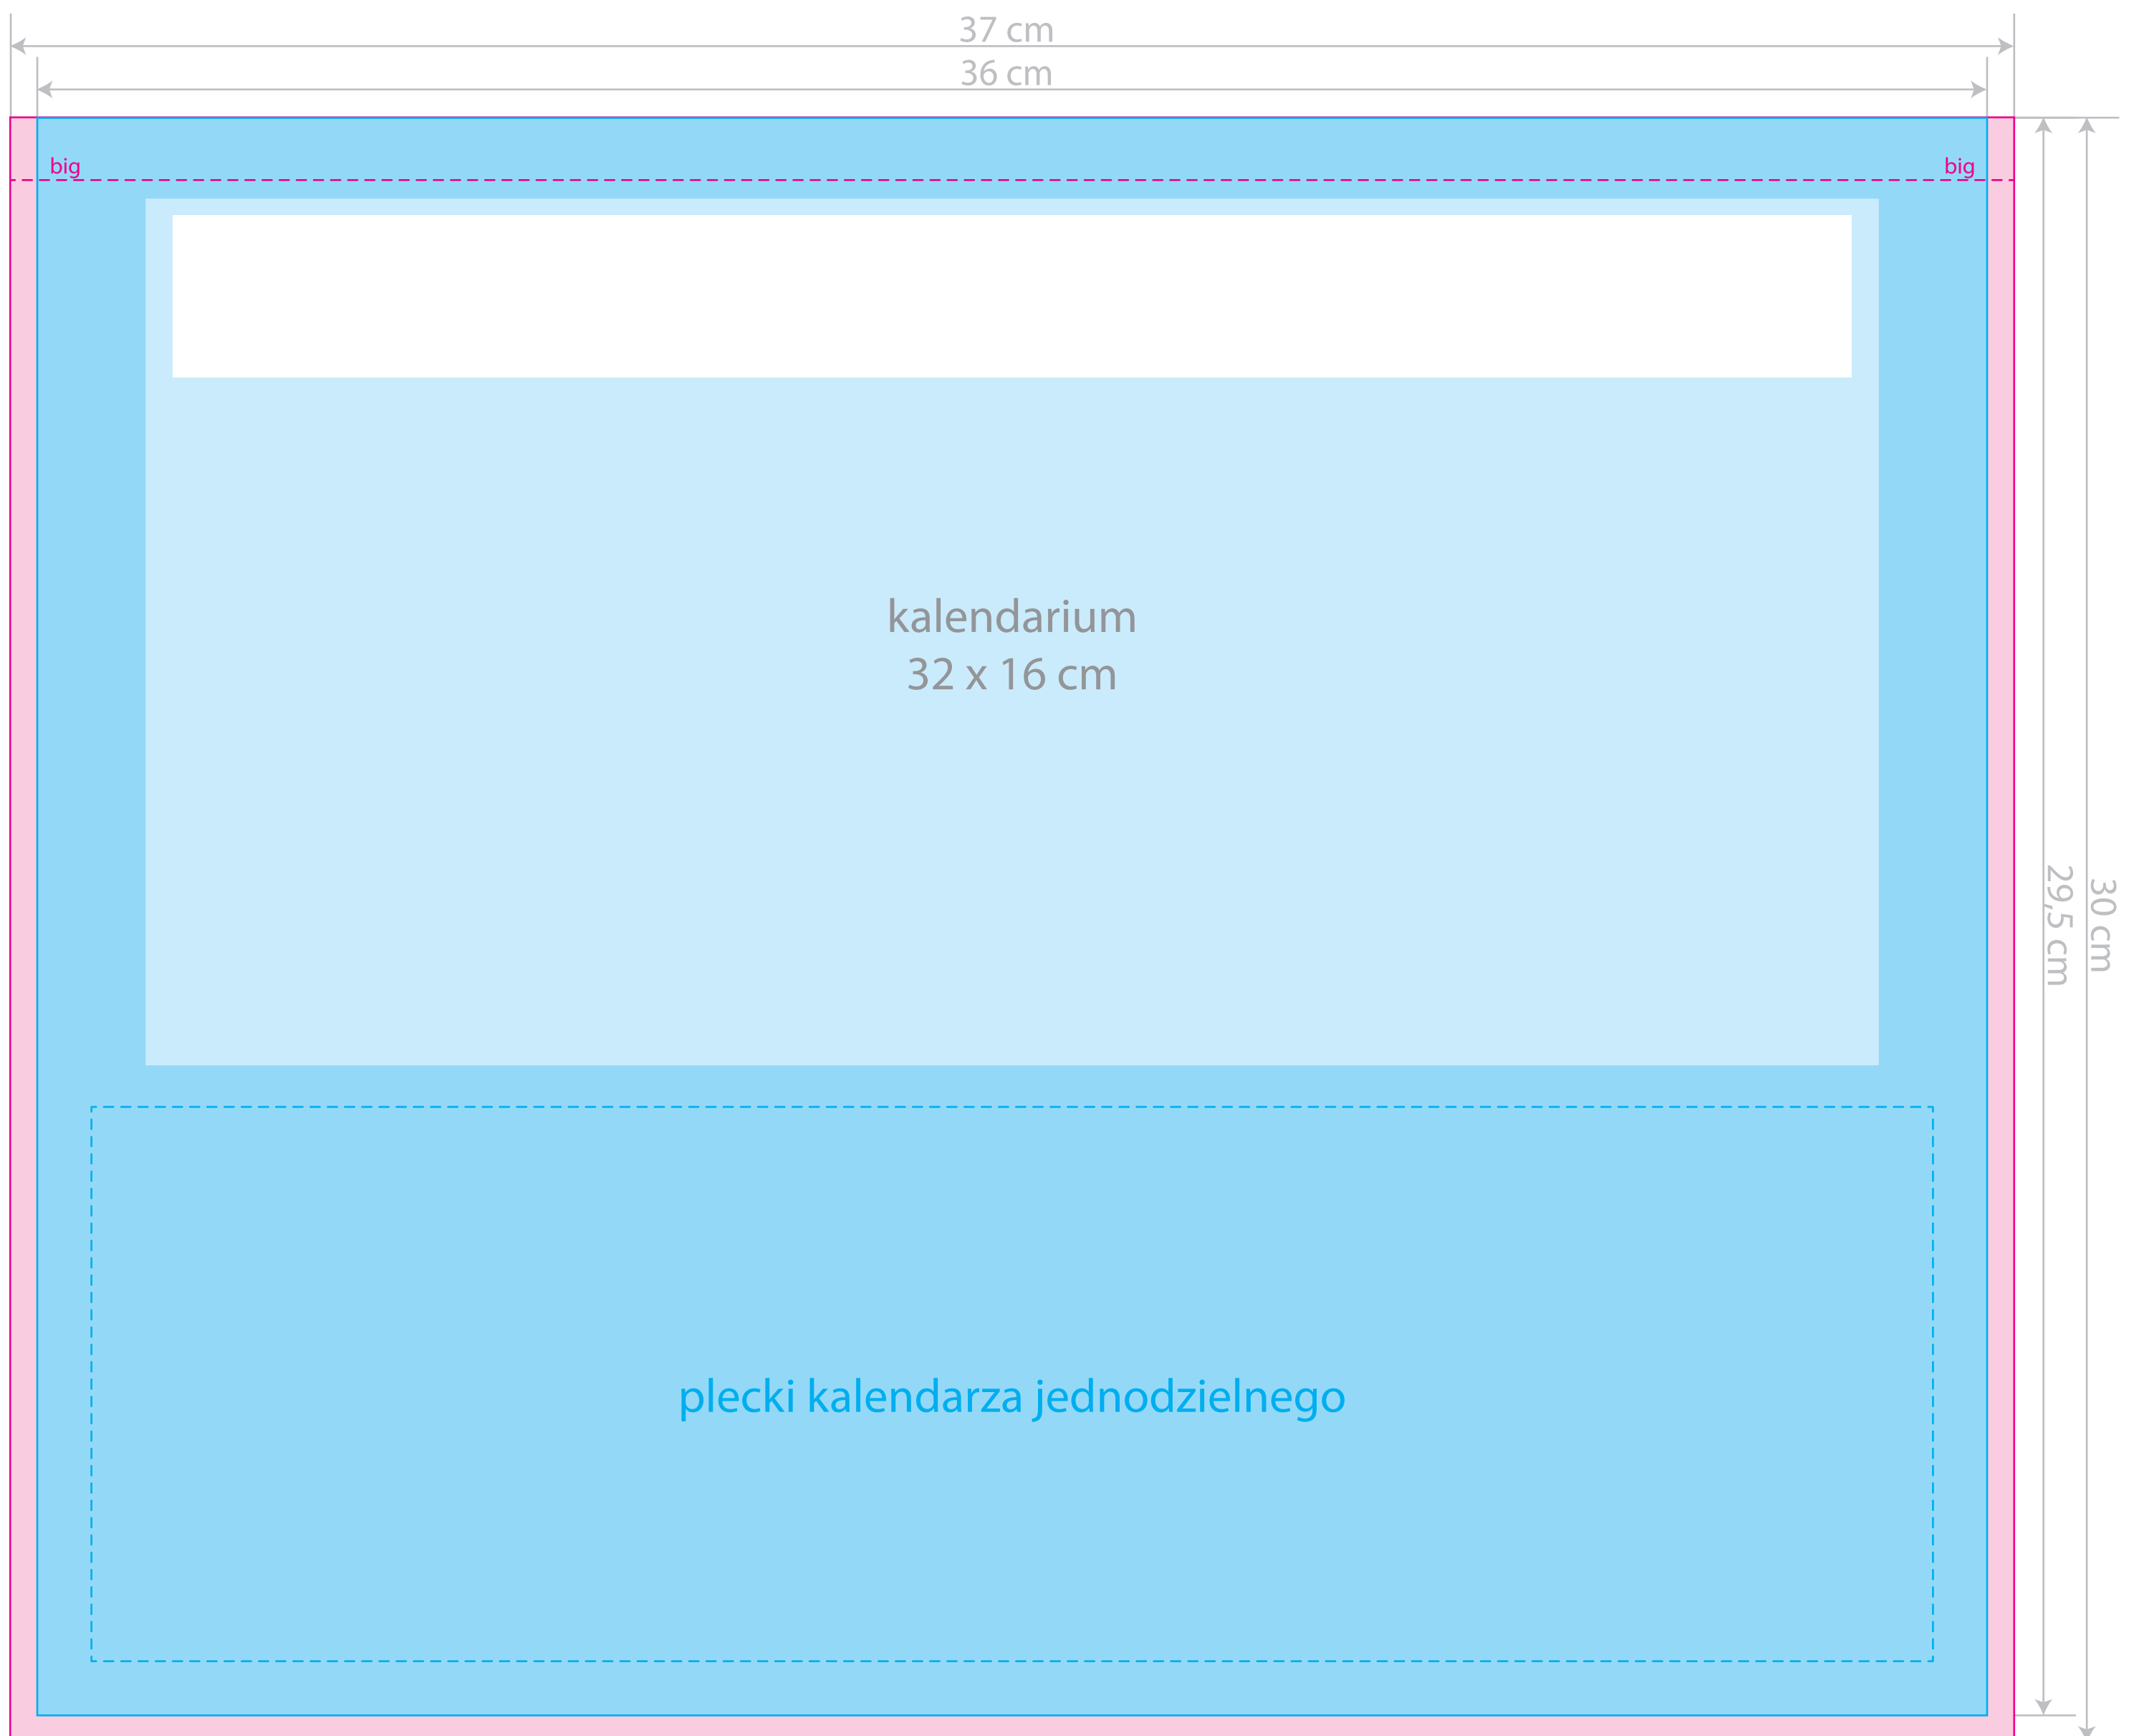 37 cm
36 cm
big
big
kalendarium
32 x 16 cm
29,5 cm
30 cm
plecki kalendarza jednodzielnego